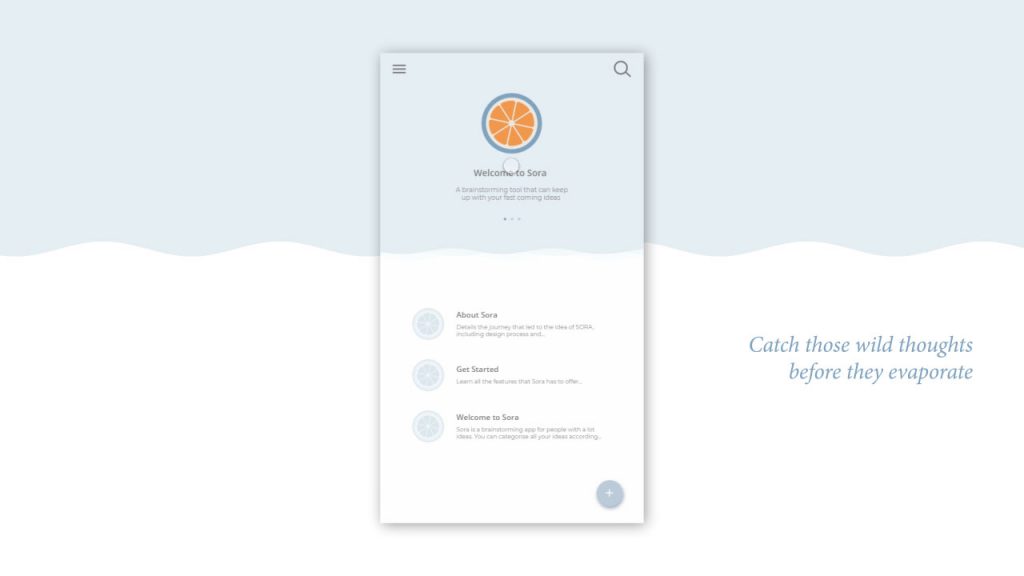 Welcome to Sora
A brainstorming tool that can keep
up with your fast coming ideas
About Sora
Details the journey that led to the idea of SORA,
including design process and...
Get Started
Learn all the features that Sora has to offer...
Welcome to Sora
Sora is a brainstorming app for people with a lot
ideas. You can categorise all your ideas according..
+
Catch those wild thoughts
before they evaporate